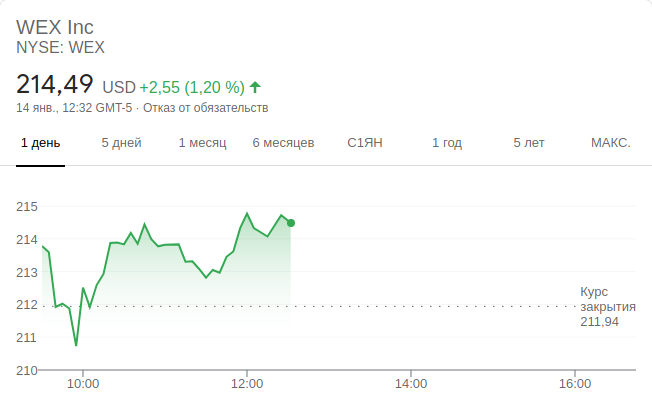 WEX Inc
NYSE: WEX
214,49 USD +2,55 (1,20 %)
14 янв., 12:32 GMT-5 · Отказ от обязательств
1 день 5 дней 1 месяц 6 месяцев С1ЯН 1 год 5 лет МАКС.
215
214
213
212
211
210
Курс
закрытия
211,94
10:00 12:00 14:00 16:00